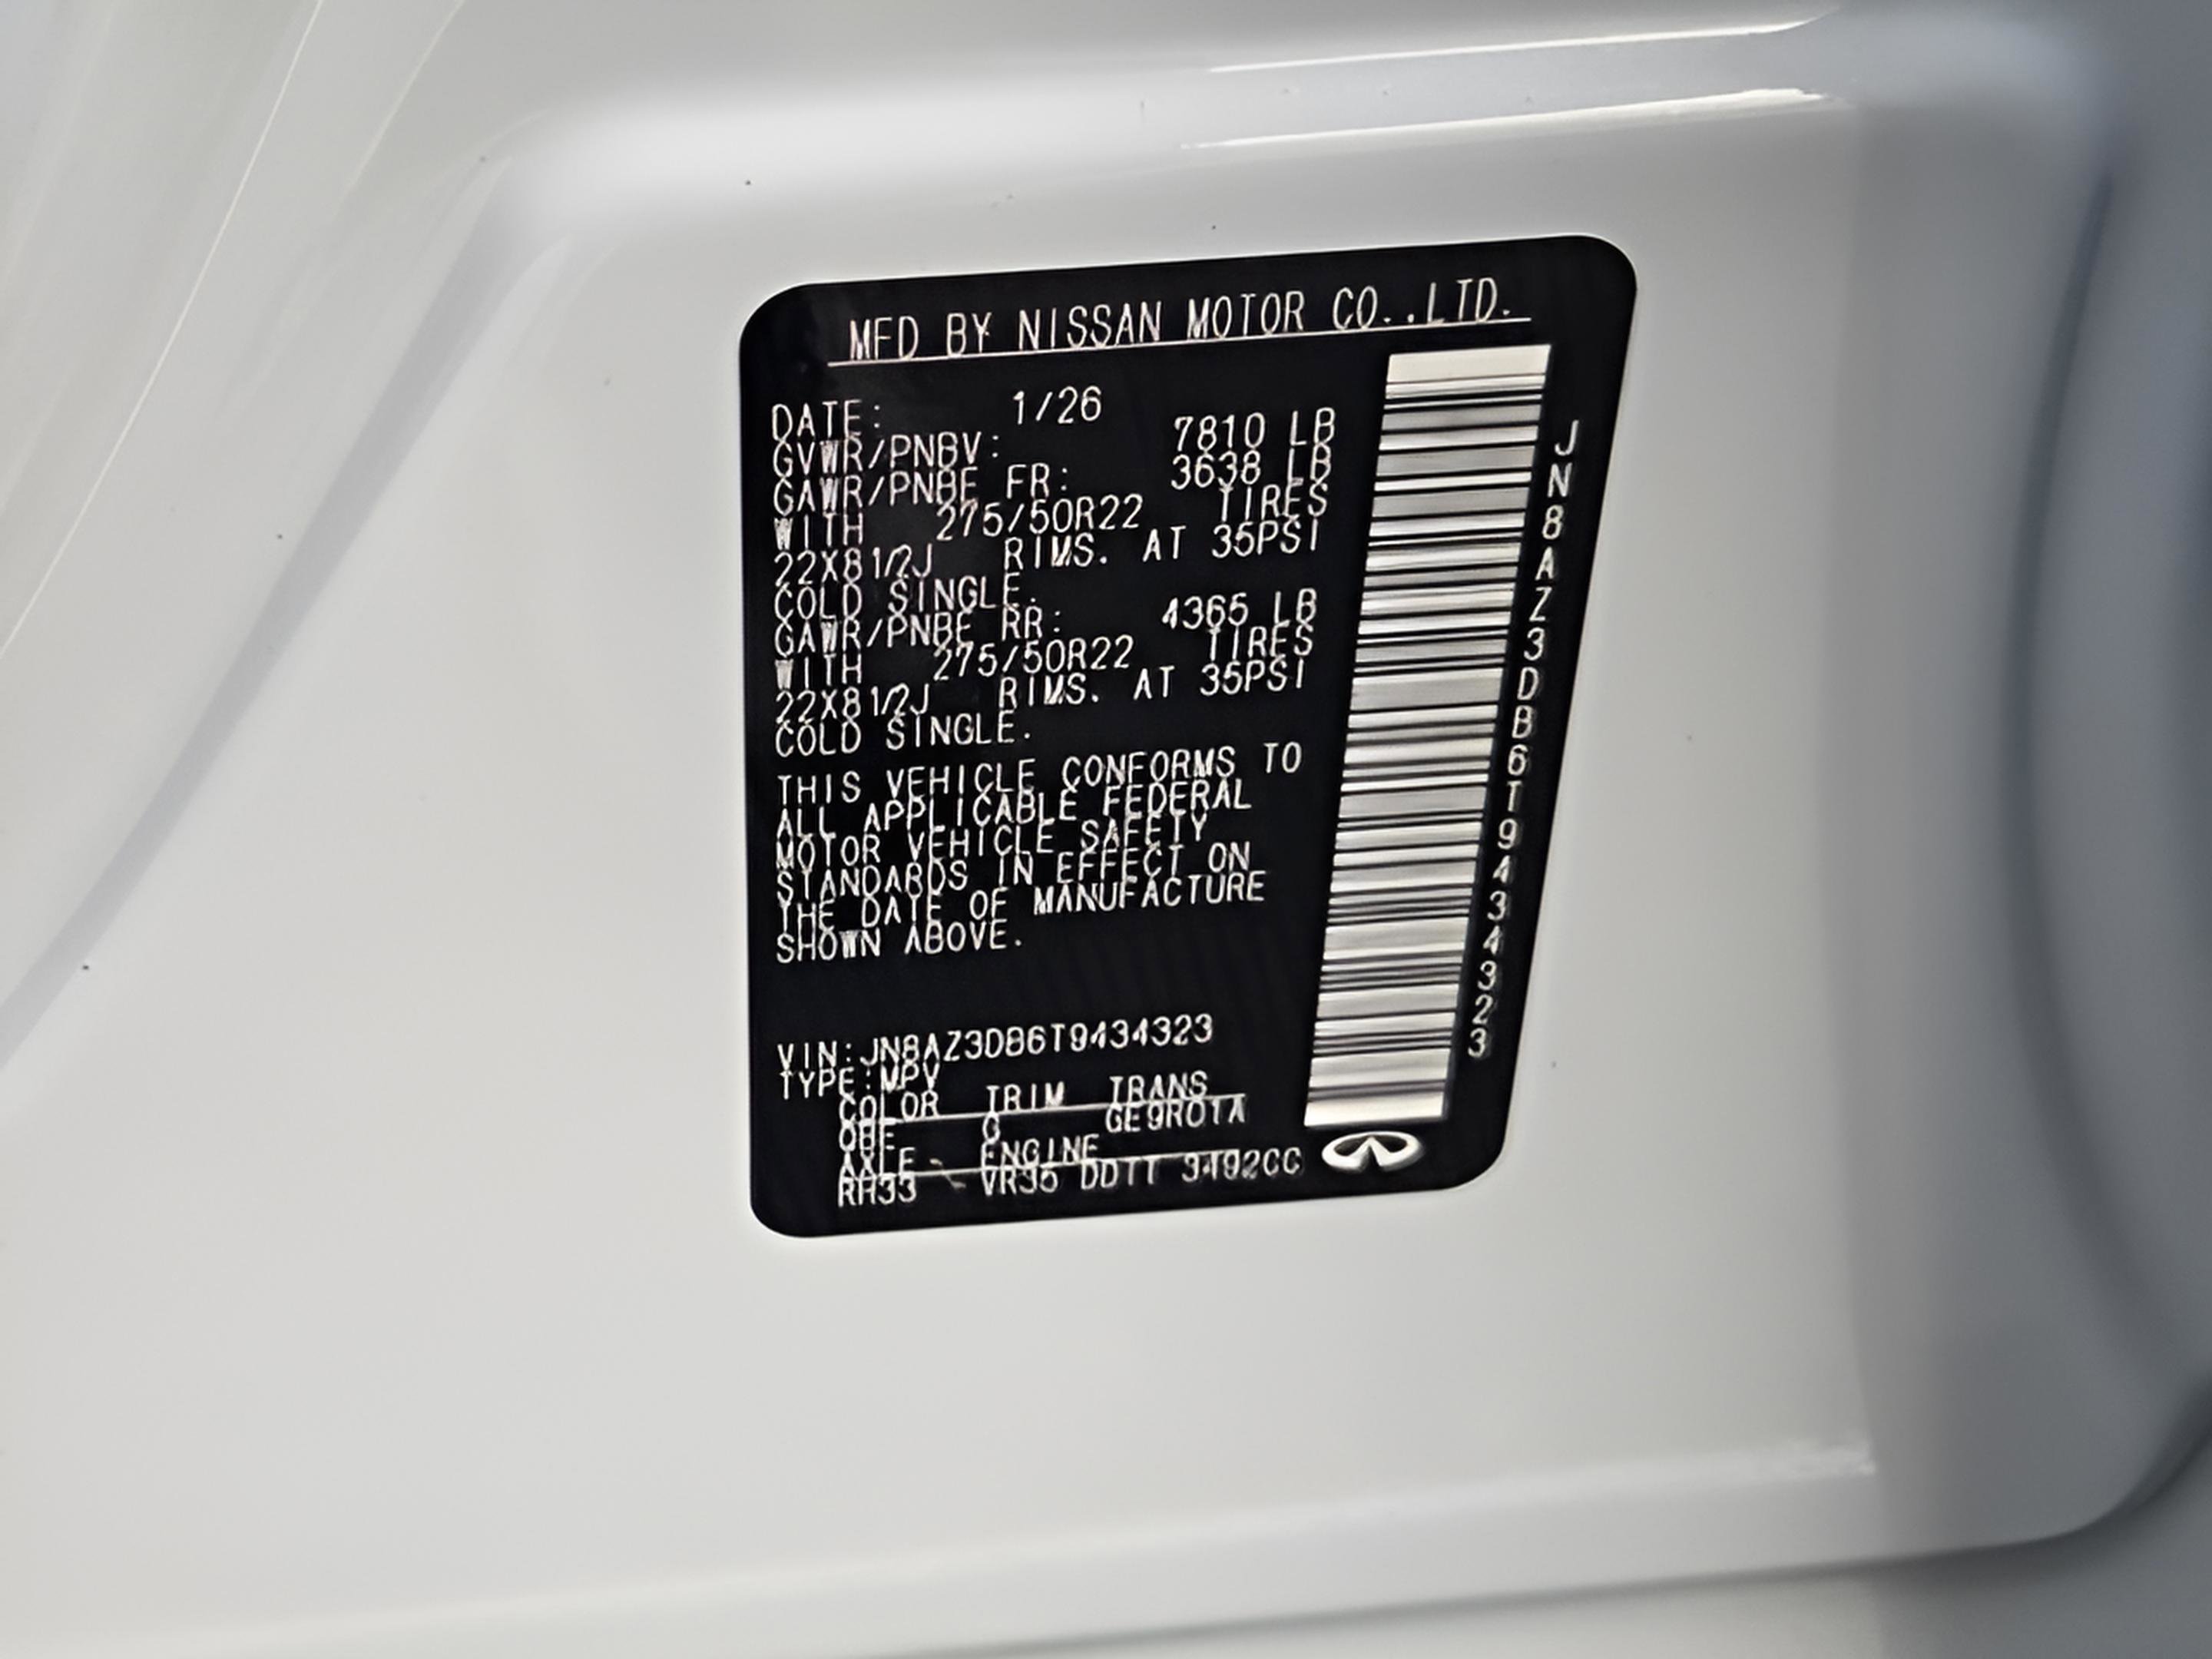 MFD BY NISSAN MOTOR CO.,LTD.
DATE: 1/26
GVWR/PNBV: 7810 LB
GAWR/PNBE FR: 3638 LB
WITH 275/50R22 TIRES
22X81/2J RIMS. AT 35PSI
COLD SINGLE.
GAWR/PNBE RR: 4365 LB
WITH 275/50R22 TIRES
22X81/2J RIMS. AT 35PSI
COLD SINGLE.
THIS VEHICLE CONFORMS TO
ALL APPLICABLE FEDERAL
MOTOR VEHICLE SAFETY
STANDARDS IN EFFECT ON
THE DATE OF MANUFACTURE
SHOWN ABOVE.
VIN:JN8AZ3DB6T9434323
TYPE:MPV
COLOR TRIM TRANS
G GE9R01A
AXLE ENGINE
RH33 VR35 DDTT 3492CC
JN8AZ3DB6T9434323